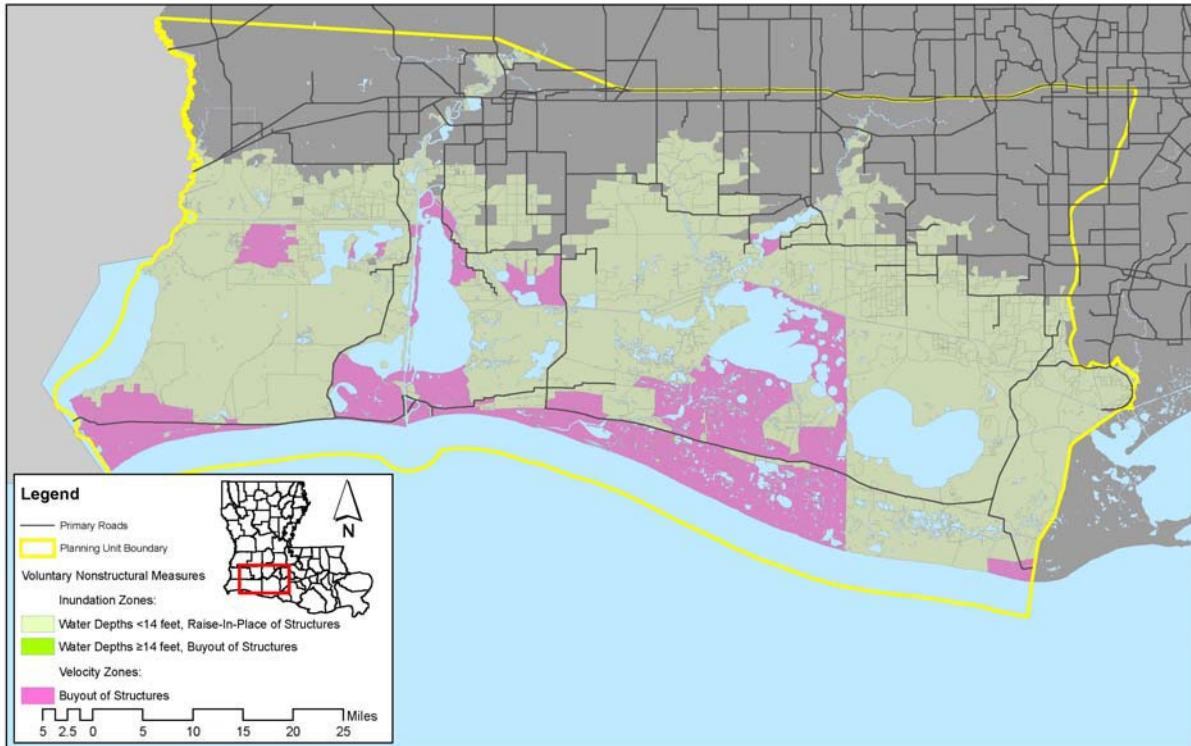 Legend
N
Primary Roads
Planning Unit Boundary
Voluntary Nonstructural Measures
Inundation Zones:
Water Depths <14 feet, Raise-In-Place of Structures
Water Depths ≥14 feet, Buyout of Structures
Velocity Zones:
Buyout of Structures
Miles
5 2.5 0 5 10 15 20 25